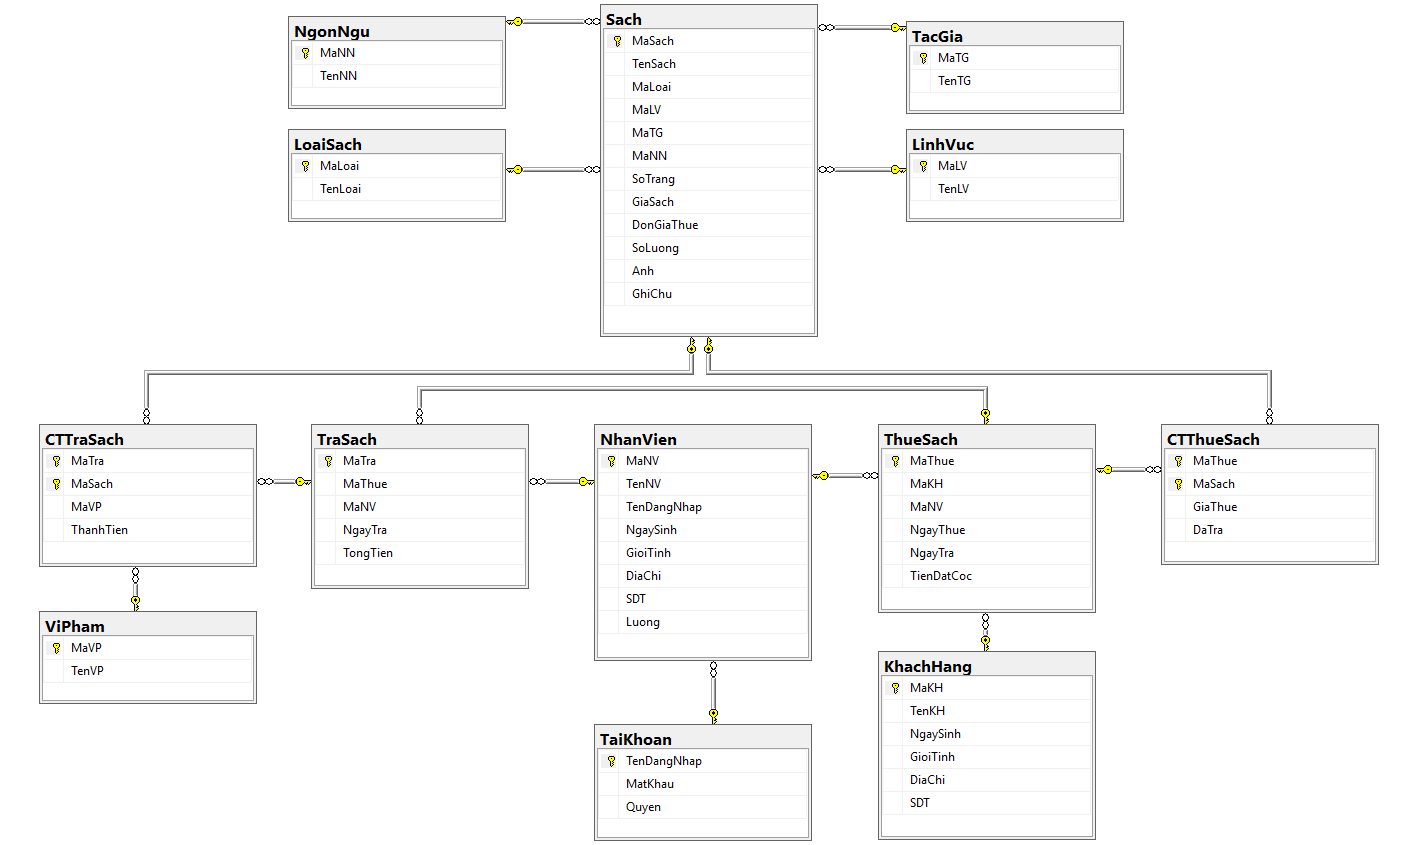 NgonNgu
MaNN
TenNN
LoaiSach
MaLoai
TenLoai
Sach
MaSach
TenSach
MaLoai
MaLV
MaTG
MaNN
SoTrang
GiaSach
DonGiaThue
SoLuong
Anh
GhiChu
TacGia
MaTG
TenTG
LinhVuc
MaLV
TenLV
CTTraSach
MaTra
MaSach
MaVP
ThanhTien
TraSach
MaTra
MaThue
MaNV
NgayTra
TongTien
NhanVien
MaNV
TenNV
TenDangNhap
NgaySinh
GioiTinh
DiaChi
SDT
Luong
ThueSach
MaThue
MaKH
MaNV
NgayThue
NgayTra
TienDatCoc
CTThueSach
MaThue
MaSach
GiaThue
DaTra
ViPham
MaVP
TenVP
TaiKhoan
TenDangNhap
MatKhau
Quyen
KhachHang
MaKH
TenKH
NgaySinh
GioiTinh
DiaChi
SDT